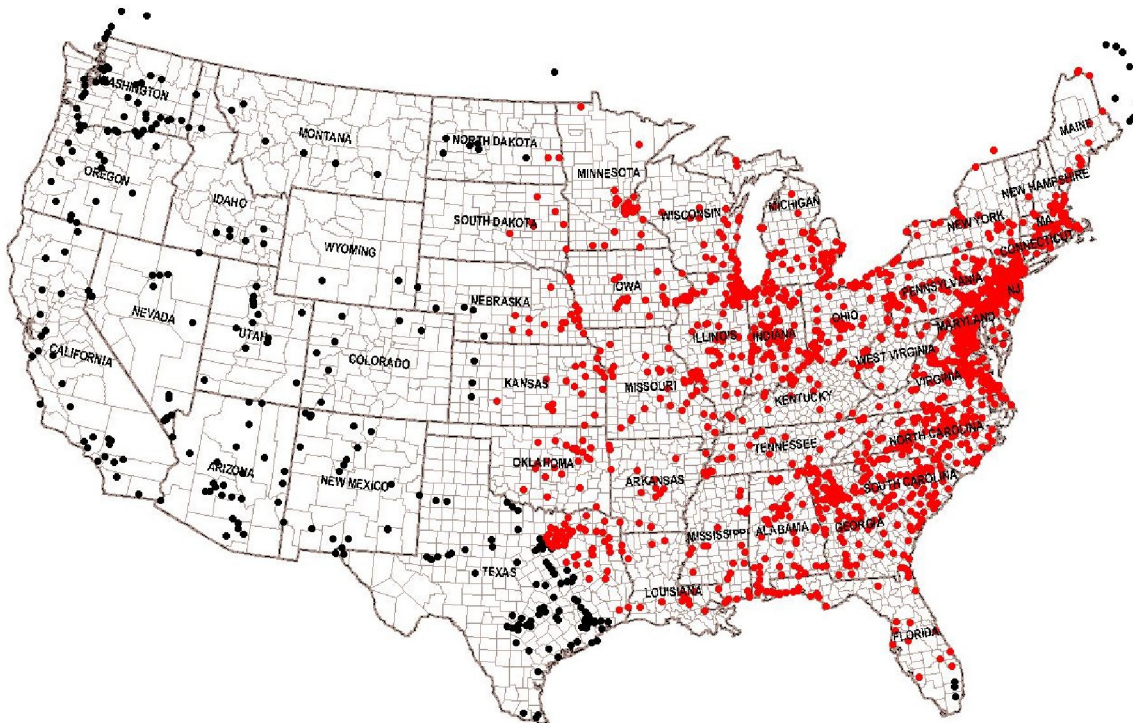 WASHINGTON
MONTANA
NORTH DAKOTA
MINNESOTA
MAINE
OREGON
IDAHO
SOUTH DAKOTA
WISCONSIN
MICHIGAN
NEW HAMPSHIRE
NEW YORK
MA
CONNECTICUT
WYOMING
IOWA
NEBRASKA
PENNSYLVANIA
NJ
NEVADA
UTAH
ILLINOIS
INDIANA
OHIO
MARYLAND
CALIFORNIA
COLORADO
KANSAS
MISSOURI
WEST VIRGINIA
VIRGINIA
KENTUCKY
ARIZONA
NEW MEXICO
OKLAHOMA
ARKANSAS
TENNESSEE
NORTH CAROLINA
SOUTH CAROLINA
MISSISSIPPI
ALABAMA
GEORGIA
TEXAS
LOUISIANA
FLORIDA